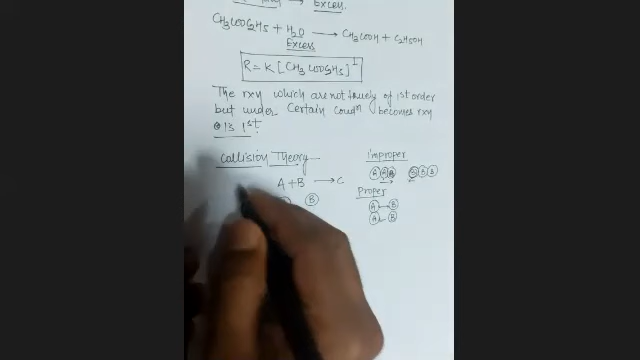 Excess.
CH3COOC2H5 + H2O → CH3COOH + C2H5OH
Excess
R = K [CH3COOC2H5]^1
The rxn which are not truely of 1st order
but under Certain condn becomes rxn
is 1st.
Collision Theory
A + B → C
B
improper
A A B B
Proper
A → B
A B